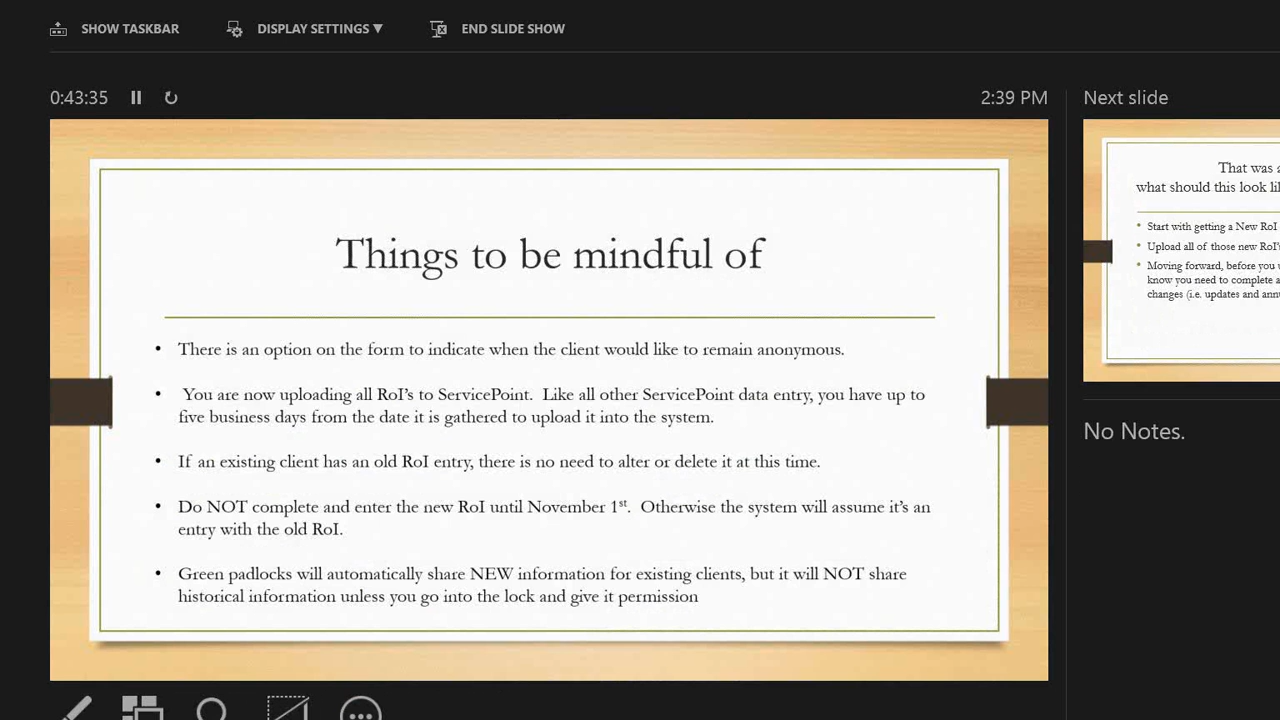 SHOW TASKBAR
DISPLAY SETTINGS ▼
END SLIDE SHOW
0:43:35
2:39 PM
Next slide
Things to be mindful of
• There is an option on the form to indicate when the client would like to remain anonymous.
• You are now uploading all RoI's to ServicePoint. Like all other ServicePoint data entry, you have up to
five business days from the date it is gathered to upload it into the system.
• If an existing client has an old RoI entry, there is no need to alter or delete it at this time.
• Do NOT complete and enter the new RoI until November 1st. Otherwise the system will assume it's an
entry with the old RoI.
• Green padlocks will automatically share NEW information for existing clients, but it will NOT share
historical information unless you go into the lock and give it permission
That was
what should this look
• Start with getting a New RoI
• Upload all of those new RoI's
• Moving forward, before you
know you need to complete a
changes (i.e. updates and
No Notes.